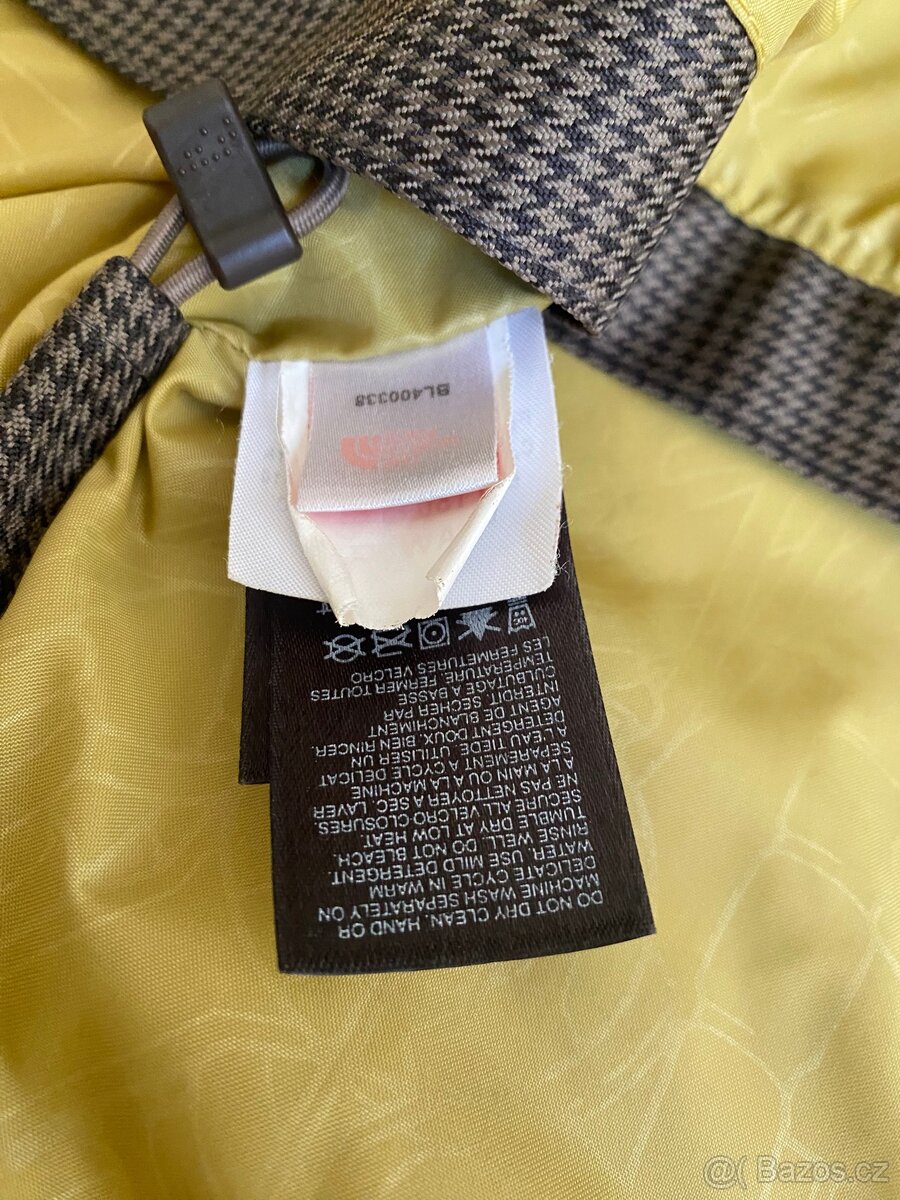 BL400338
DO NOT DRY CLEAN. HAND OR
MACHINE WASH SEPARATELY ON
DELICATE CYCLE IN WARM
WATER. USE MILD DETERGENT.
RINSE WELL. DO NOT BLEACH.
TUMBLE DRY AT LOW HEAT.
SECURE ALL VELCRO CLOSURES.
NE PAS NETTOYER A SEC. LAVER
A LA MAIN OU A LA MACHINE
SEPAREMENT A CYCLE DELICAT
A L'EAU TIEDE. UTILISER UN
DETERGENT DOUX. BIEN RINCER.
AGENT DE BLANCHIMENT
INTERDIT. SECHER PAR
CULBUTAGE A BASSE
TEMPERATURE. FERMER TOUTES
LES FERMETURES VELCRO
@( Bazos.cz